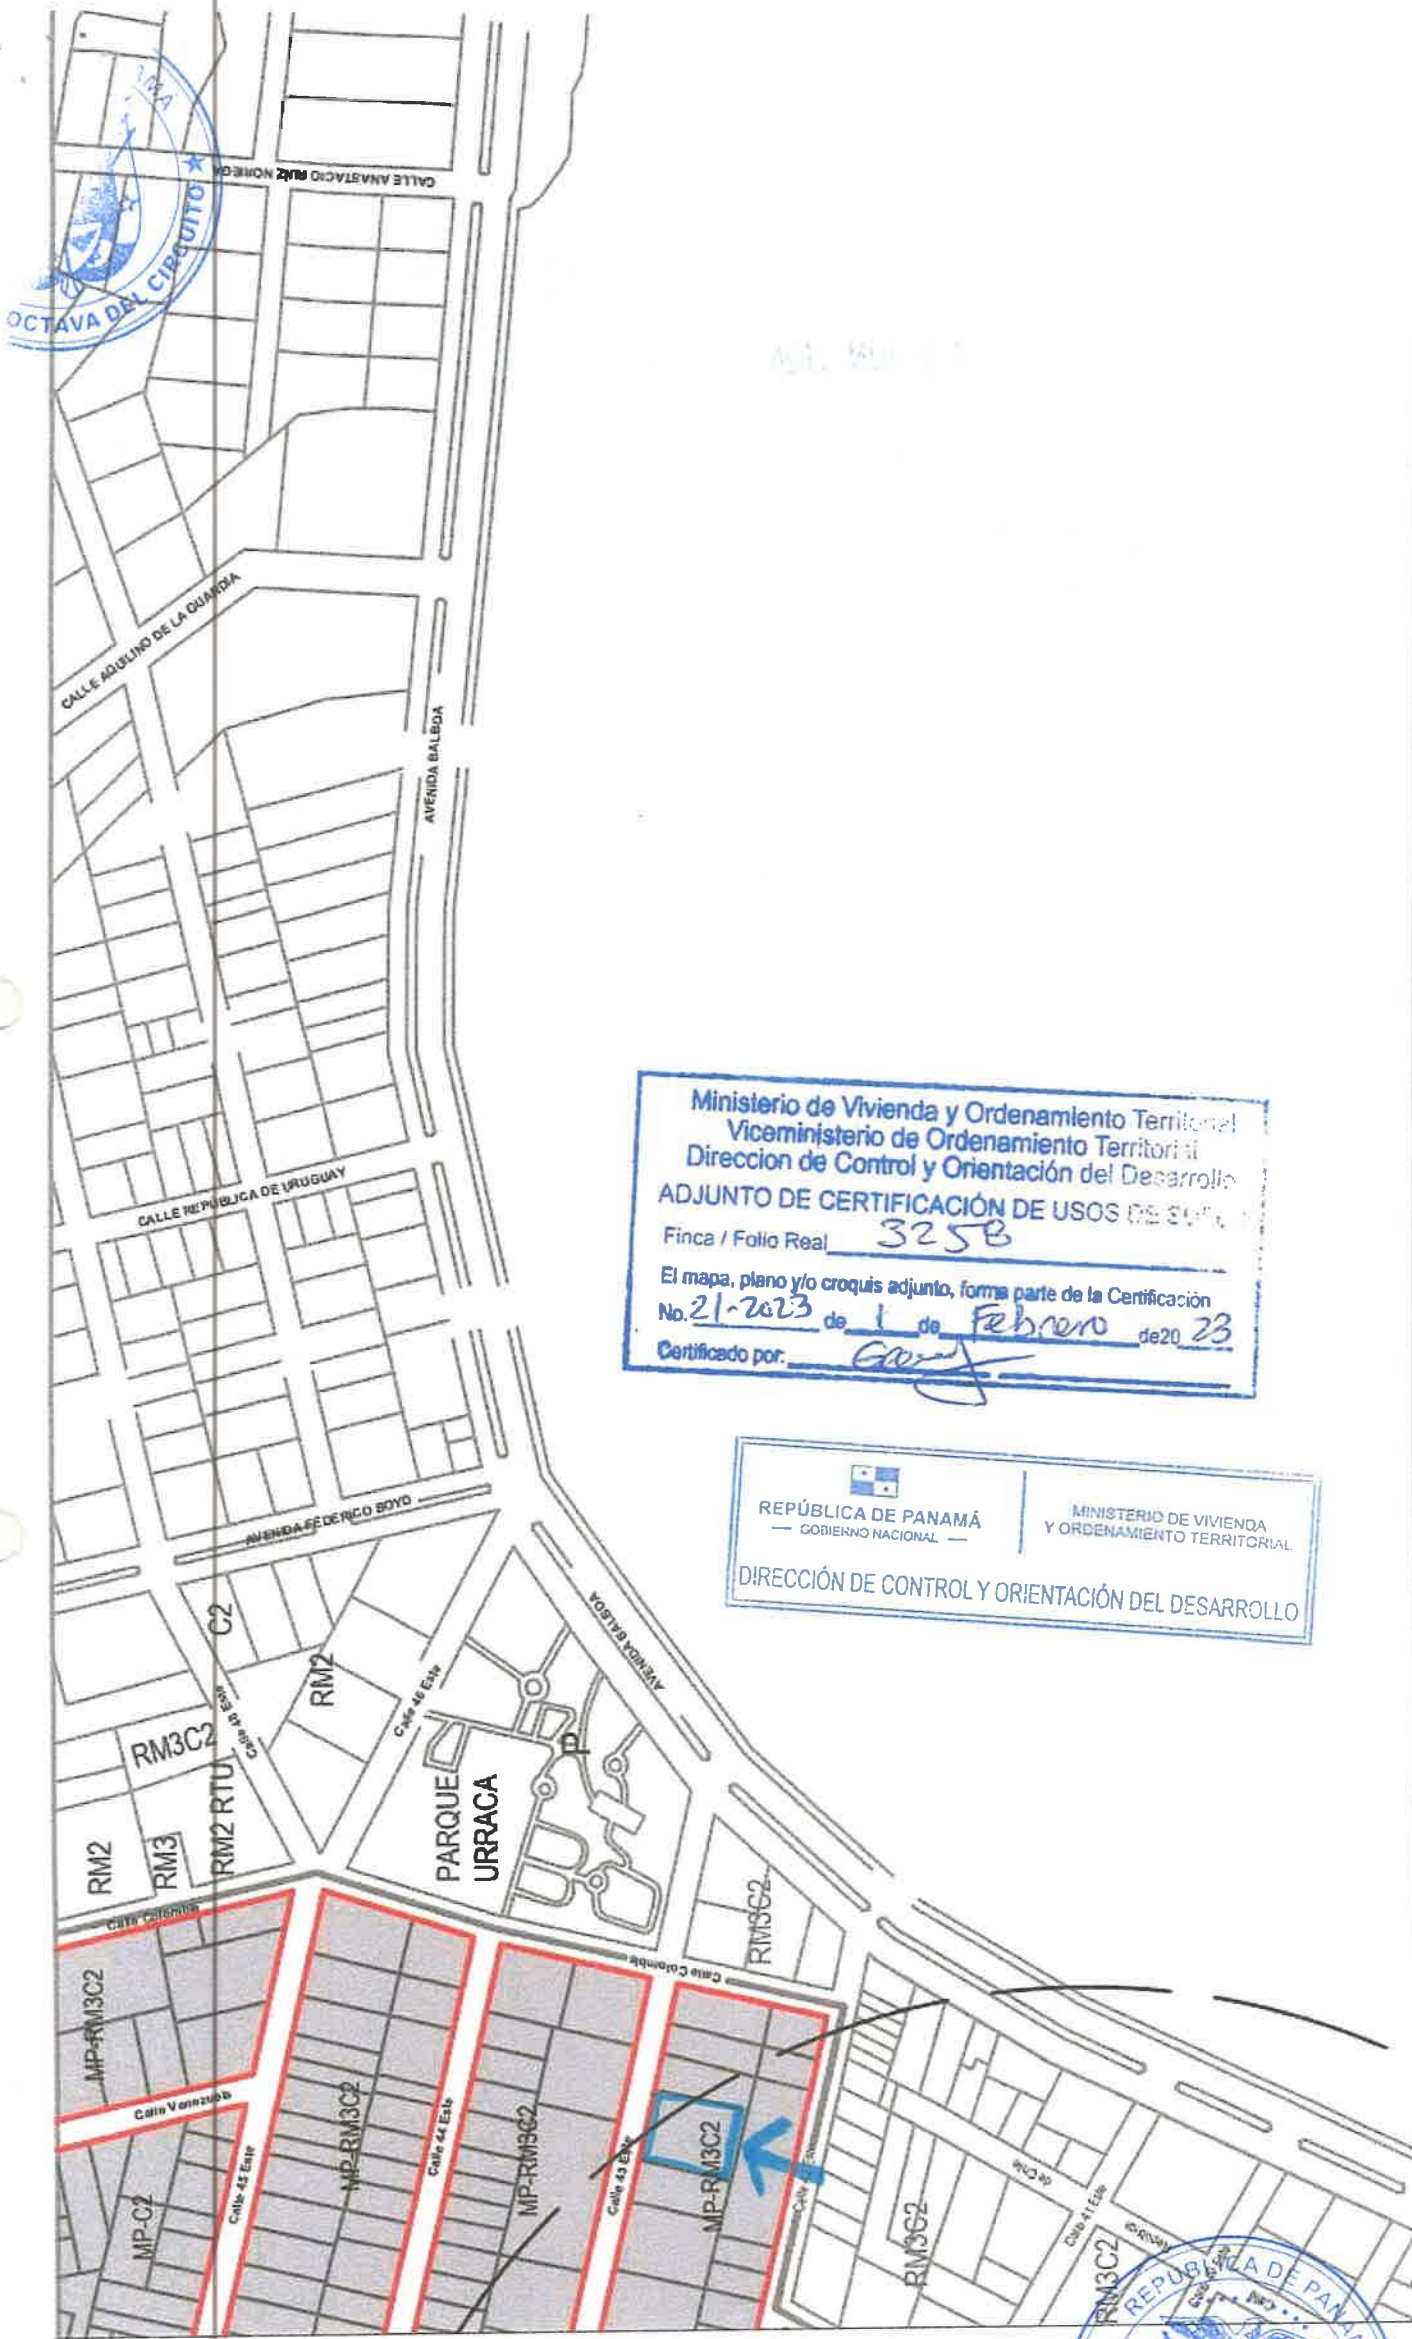 OCTAVA DEL CIRCUITO ★
CALLE ANASTACIO RUIZ NORIEGA
CALLE AQUILINO DE LA GUARDIA
AVENIDA BALBOA
Ministerio de Vivienda y Ordenamiento Territorial
Viceministerio de Ordenamiento Territorial
Direccion de Control y Orientación del Desarrollo
ADJUNTO DE CERTIFICACIÓN DE USOS DE
Finca / Folio Real
El mapa, plano y/o croquis adjunto, forma parte de la Certificación
No. 21-2023 de 1 de Febrero de20 23
Certificado por:
CALLE REPUBLICA DE URUGUAY
REPÚBLICA DE PANAMÁ
— GOBIERNO NACIONAL —
MINISTERIO DE VIVIENDA
Y ORDENAMIENTO TERRITORIAL
DIRECCIÓN DE CONTROL Y ORIENTACIÓN DEL DESARROLLO
AVENIDA FEDERICO BOYD
AVENIDA BALBOA
C2
RM2
Calle 46 Este
RM3C2
RM2 RTU
RM2
RM3
PARQUE
URRACA
P
Calle Colombia
Calle Colombia
RM3C2
MP-RM3C2
Calle Venezuela
MP-C2
Calle 45 Este
MP-RM3C2
Calle 44 Este
MP-RM3C2
Calle 43 Este
MP-RM3C2
RM3C2
de Chile
Calle 41 Este
RM3C2
REPÚBLICA DE